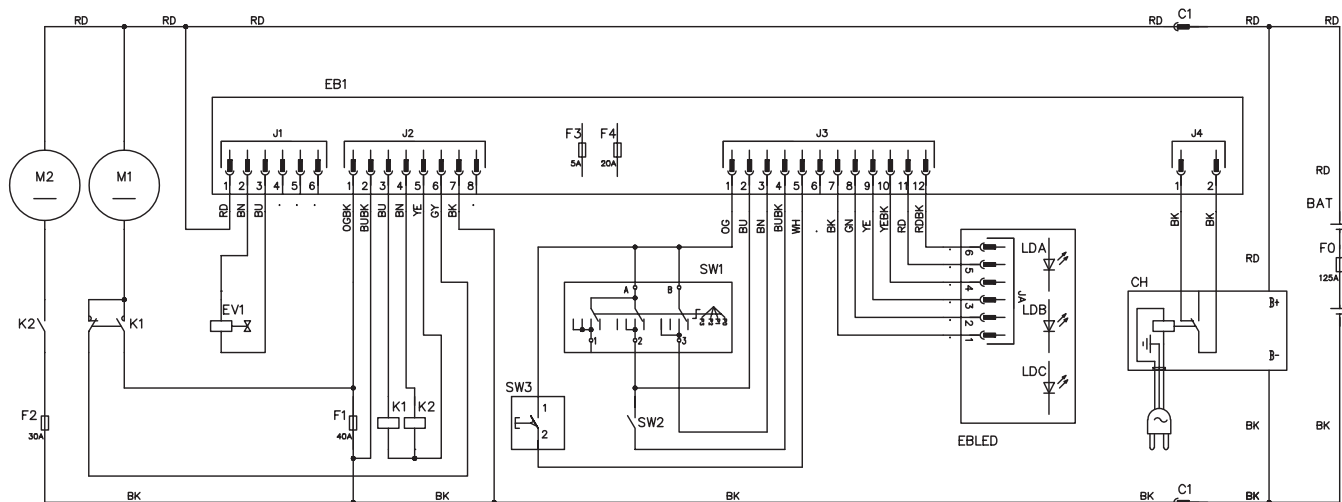 RD RD RD RD C1 RD RD
EB1
J1 J2 F3 F4 J3 J4
5A 20A
M2 M1
1 2 3 4 5 6 1 2 3 4 5 6 7 8 1 2 3 4 5 6 7 8 9 10 11 12 1 2
RD BN BU . . . OGBK BUBK BU BN YE GY BK . OG BU BN BUBK WH . BK GN YE YEBK RD RDBK BK BK
RD
BAT
LDA
6 5 4 3 2 1
JA
SW1
A B
RD
F0
125A
CH
B+
EV1
LDB
K2 K1
1 2 3
B-
LDC
SW3
1
2
F2
30A
F1
40A
K1 K2
SW2
EBLED
BK BK
BK BK BK C1 BK